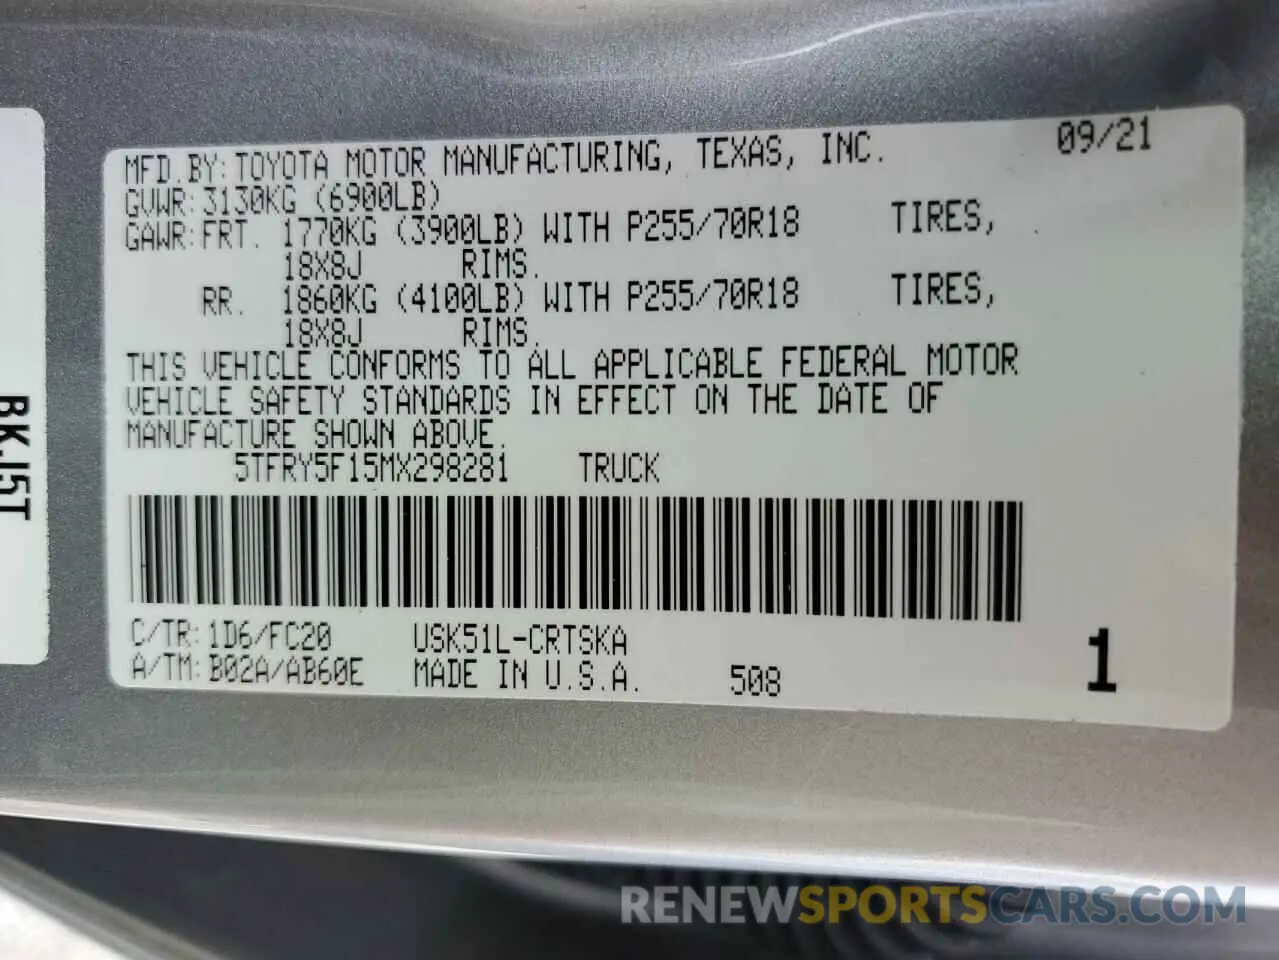 MFD.BY: TOYOTA MOTOR MANUFACTURING, TEXAS, INC. 09/21
GVWR: 3130KG (6900LB)
GAWR: FRT. 1770KG (3900LB) WITH P255/70R18 TIRES,
18X8J RIMS.
RR. 1860KG (4100LB) WITH P255/70R18 TIRES,
18X8J RIMS.
THIS VEHICLE CONFORMS TO ALL APPLICABLE FEDERAL MOTOR
VEHICLE SAFETY STANDARDS IN EFFECT ON THE DATE OF
MANUFACTURE SHOWN ABOVE.
5TFRY5F15MX298281 TRUCK
C/TR: 1D6/FC20 USK51L-CRTSKA
A/TM: B02A/AB60E MADE IN U.S.A. 508 1
RENEWSPORTSCARS.COM